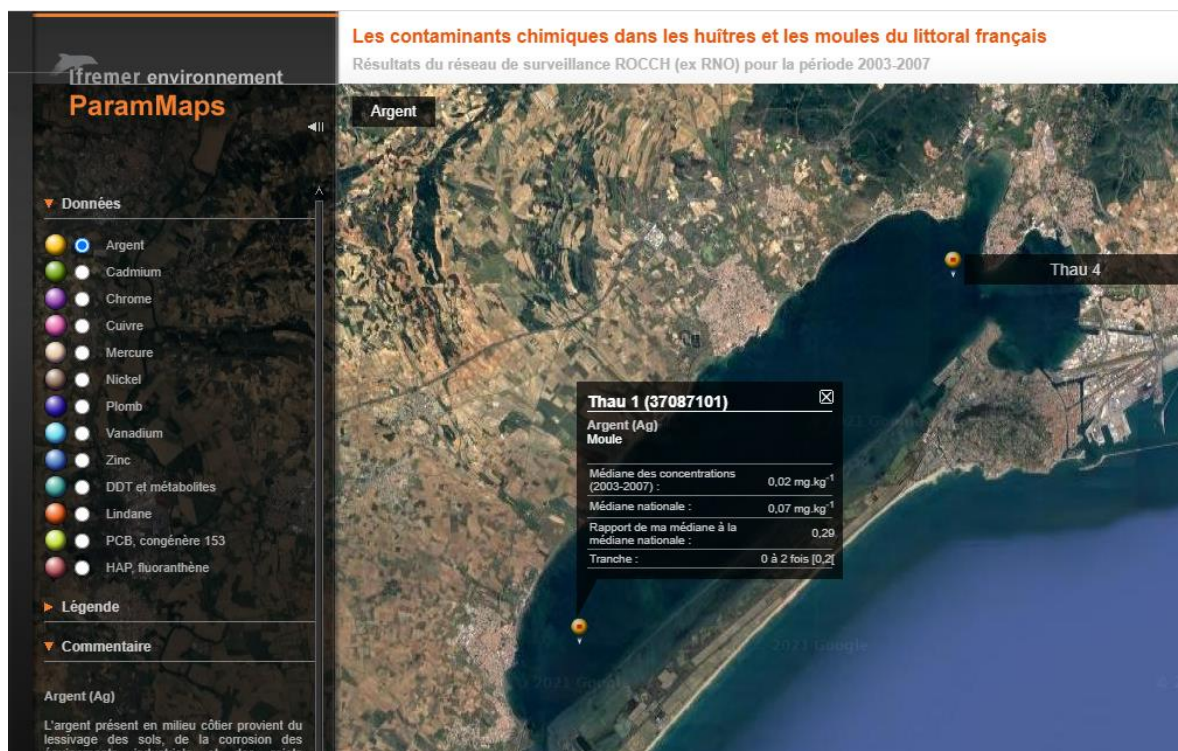 Ifremer environnement
ParamMaps
Les contaminants chimiques dans les huîtres et les moules du littoral français
Résultats du réseau de surveillance ROCCH (ex RNO) pour la période 2003-2007
Argent
Données
Argent
Cadmium
Chrome
Cuivre
Mercure
Nickel
Plomb
Vanadium
Zinc
DDT et métabolites
Lindane
PCB, congénère 153
HAP, fluoranthène
Légende
Commentaire
Argent (Ag)
L'argent présent en milieu côtier provient du
lessivage des sols, de la corrosion des
Thau 4
Thau 1 (37087101)
Argent (Ag)
Moule
Médiane des concentrations
(2003-2007) : 0,02 mg.kg⁻¹
Médiane nationale : 0,07 mg.kg⁻¹
Rapport de ma médiane à la
médiane nationale : 0,29
Tranche : 0 à 2 fois [0,2[
2021 Google
2021 Google